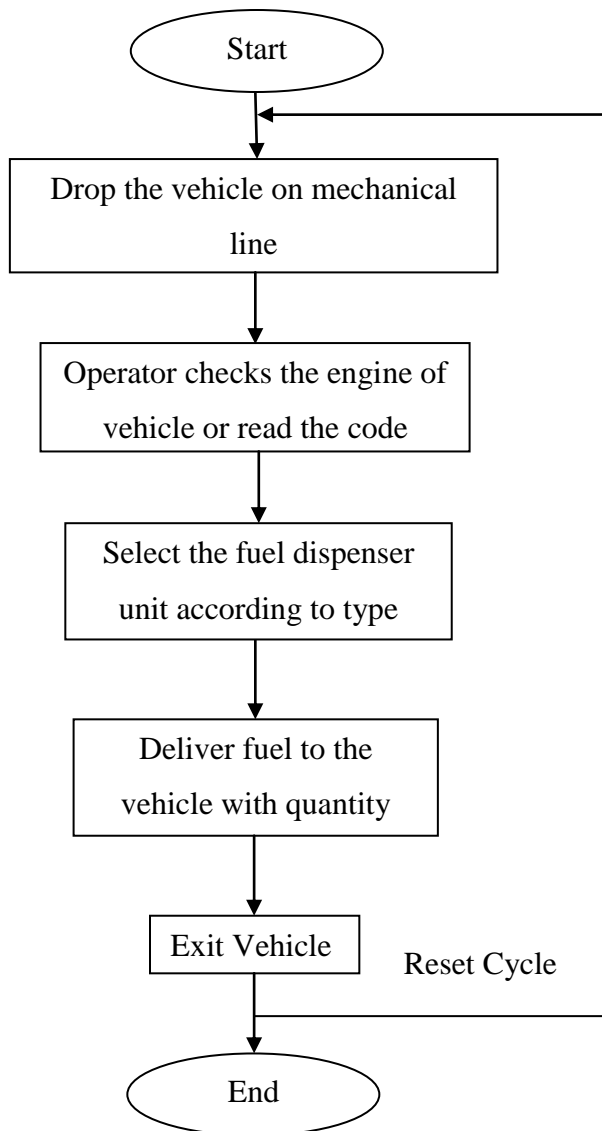 Start
Drop the vehicle on mechanical
line
Operator checks the engine of
vehicle or read the code
Select the fuel dispenser
unit according to type
Deliver fuel to the
vehicle with quantity
Exit Vehicle
Reset Cycle
End